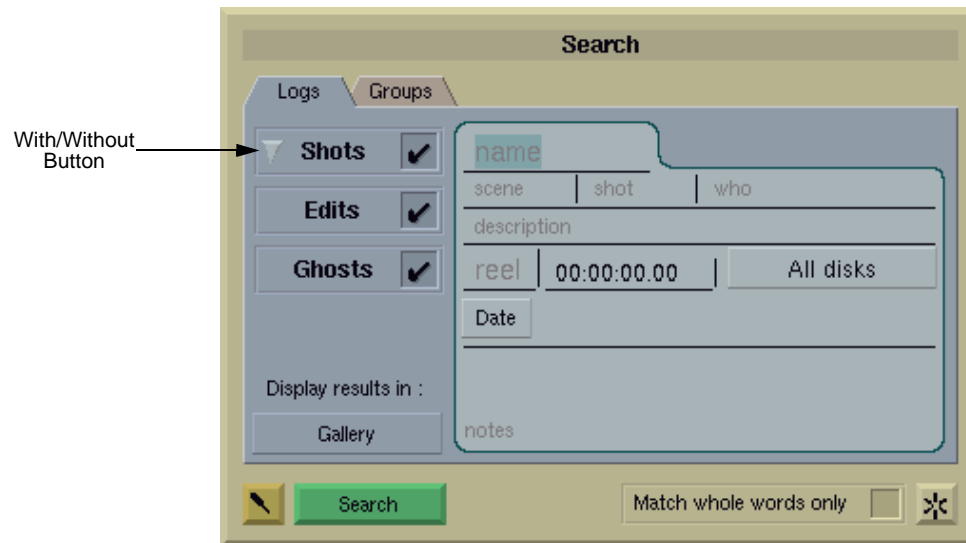 Search
Logs Groups
With/Without
Button
Shots
Edits
Ghosts
name
scene shot who
description
reel 00:00:00.00 All disks
Date
Display results in :
Gallery
notes
Search
Match whole words only